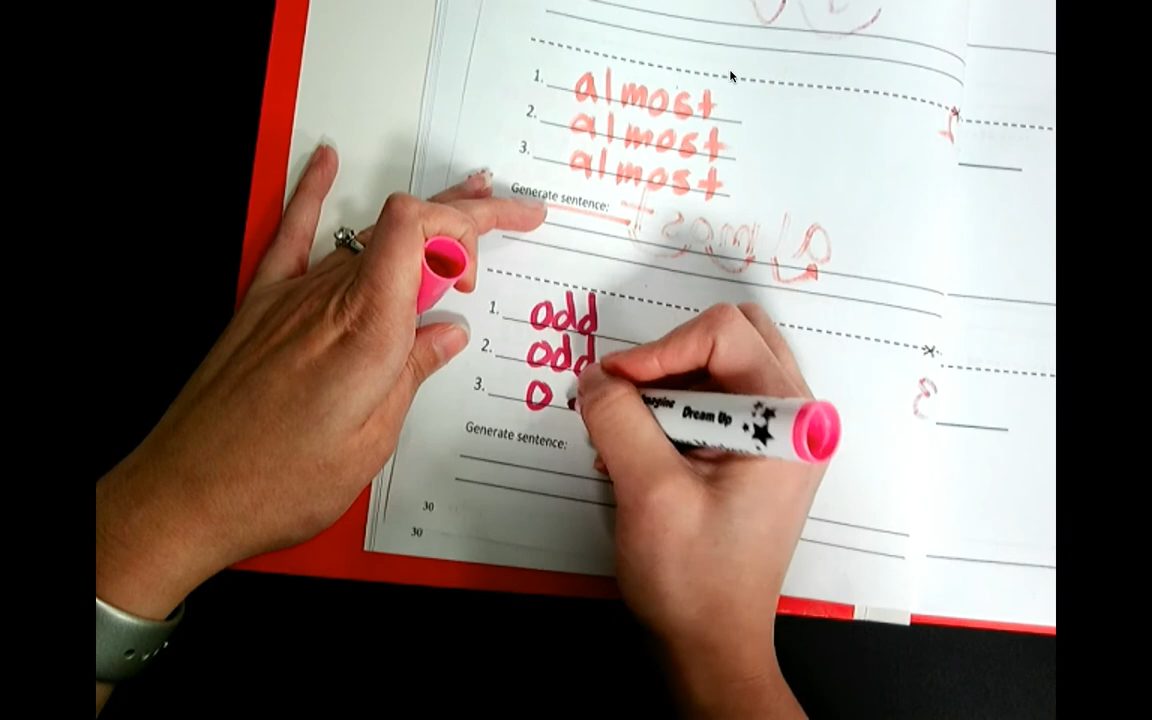 1. almost
2. almost
3. almost
Generate sentence:
1. odd
2. odd
3. o
Generate sentence:
Imagine Dream Up
30
30